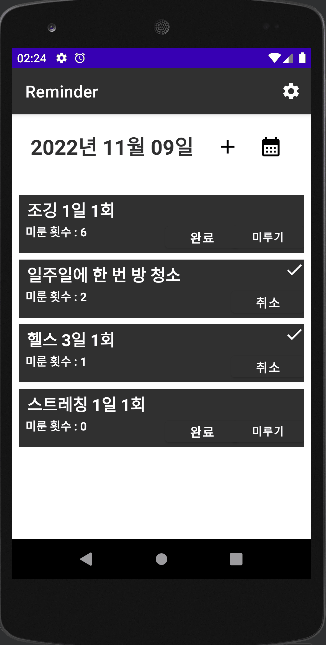 02:24
Reminder
2022년 11월 09일
조깅 1일 1회
미룬 횟수 : 6
완료 미루기
일주일에 한 번 방 청소
미룬 횟수 : 2
취소
헬스 3일 1회
미룬 횟수 : 1
취소
스트레칭 1일 1회
미룬 횟수 : 0
완료 미루기